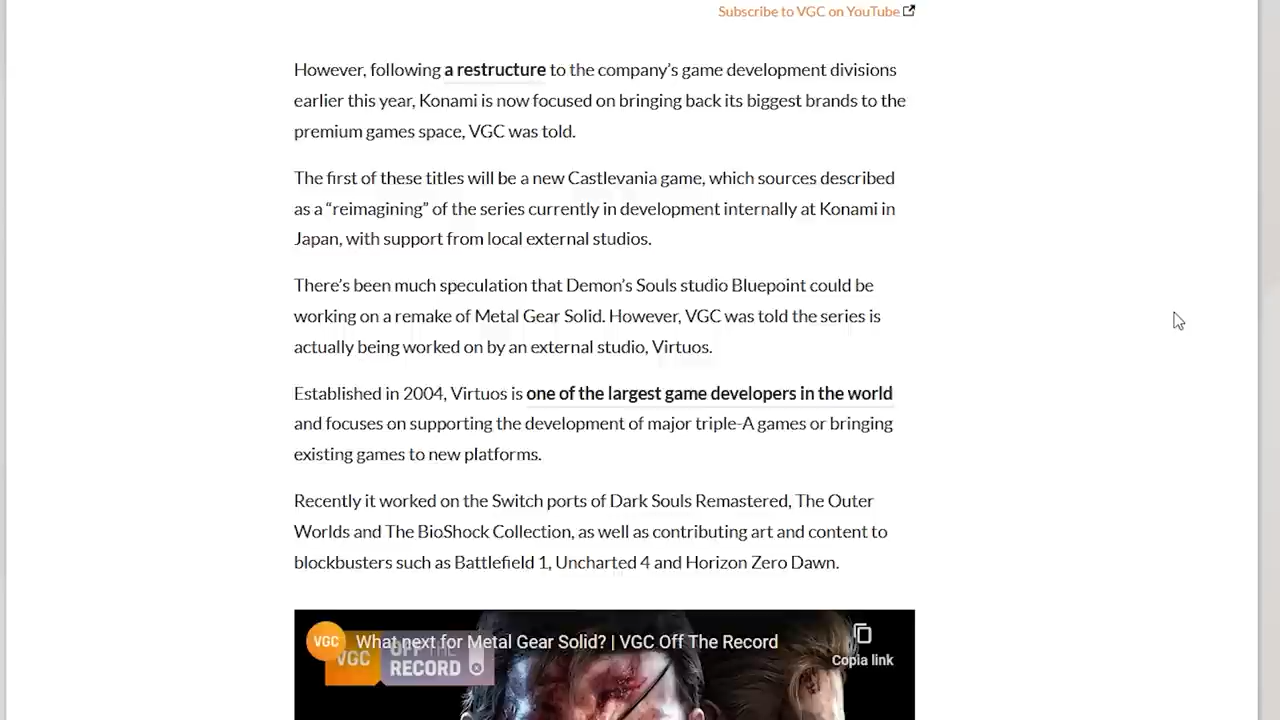 Subscribe to VGC on YouTube
However, following a restructure to the company’s game development divisions
earlier this year, Konami is now focused on bringing back its biggest brands to the
premium games space, VGC was told.
The first of these titles will be a new Castlevania game, which sources described
as a “reimagining” of the series currently in development internally at Konami in
Japan, with support from local external studios.
There’s been much speculation that Demon’s Souls studio Bluepoint could be
working on a remake of Metal Gear Solid. However, VGC was told the series is
actually being worked on by an external studio, Virtuos.
Established in 2004, Virtuos is one of the largest game developers in the world
and focuses on supporting the development of major triple-A games or bringing
existing games to new platforms.
Recently it worked on the Switch ports of Dark Souls Remastered, The Outer
Worlds and The BioShock Collection, as well as contributing art and content to
blockbusters such as Battlefield 1, Uncharted 4 and Horizon Zero Dawn.
VGC What next for Metal Gear Solid? | VGC Off The Record
Copia link
VGC OFF THE
RECORD